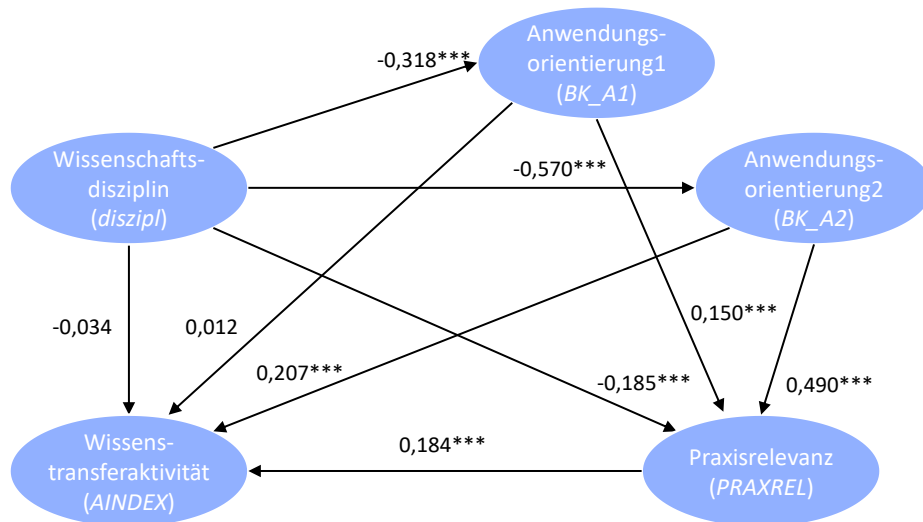 Anwendungs-
orientierung1
(BK_A1)
-0,318***
Wissenschafts-
disziplin
(diszipl)
-0,570***
Anwendungs-
orientierung2
(BK_A2)
-0,034
0,012
0,150***
0,207***
-0,185***
0,490***
Wissens-
transferaktivität
(AINDEX)
0,184***
Praxisrelevanz
(PRAXREL)